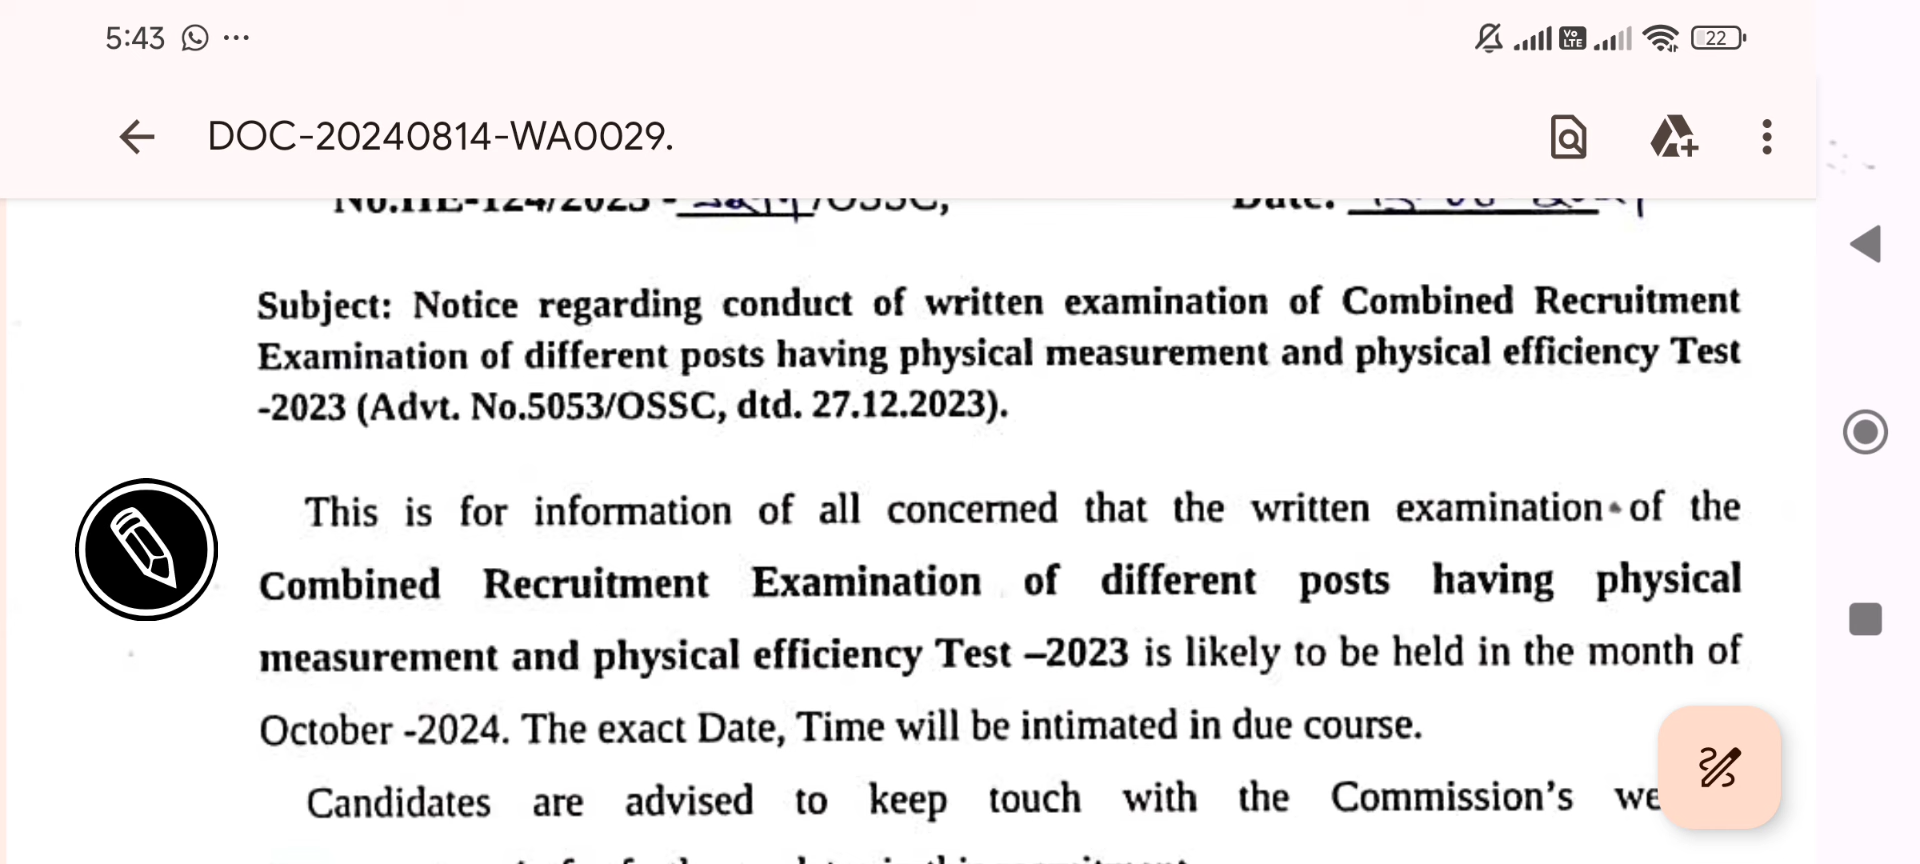 5:43
22
DOC-20240814-WA0029.
Subject: Notice regarding conduct of written examination of Combined Recruitment
Examination of different posts having physical measurement and physical efficiency Test
-2023 (Advt. No.5053/OSSC, dtd. 27.12.2023).
This is for information of all concerned that the written examination of the
Combined Recruitment Examination of different posts having physical
measurement and physical efficiency Test –2023 is likely to be held in the month of
October -2024. The exact Date, Time will be intimated in due course.
Candidates are advised to keep touch with the Commission's